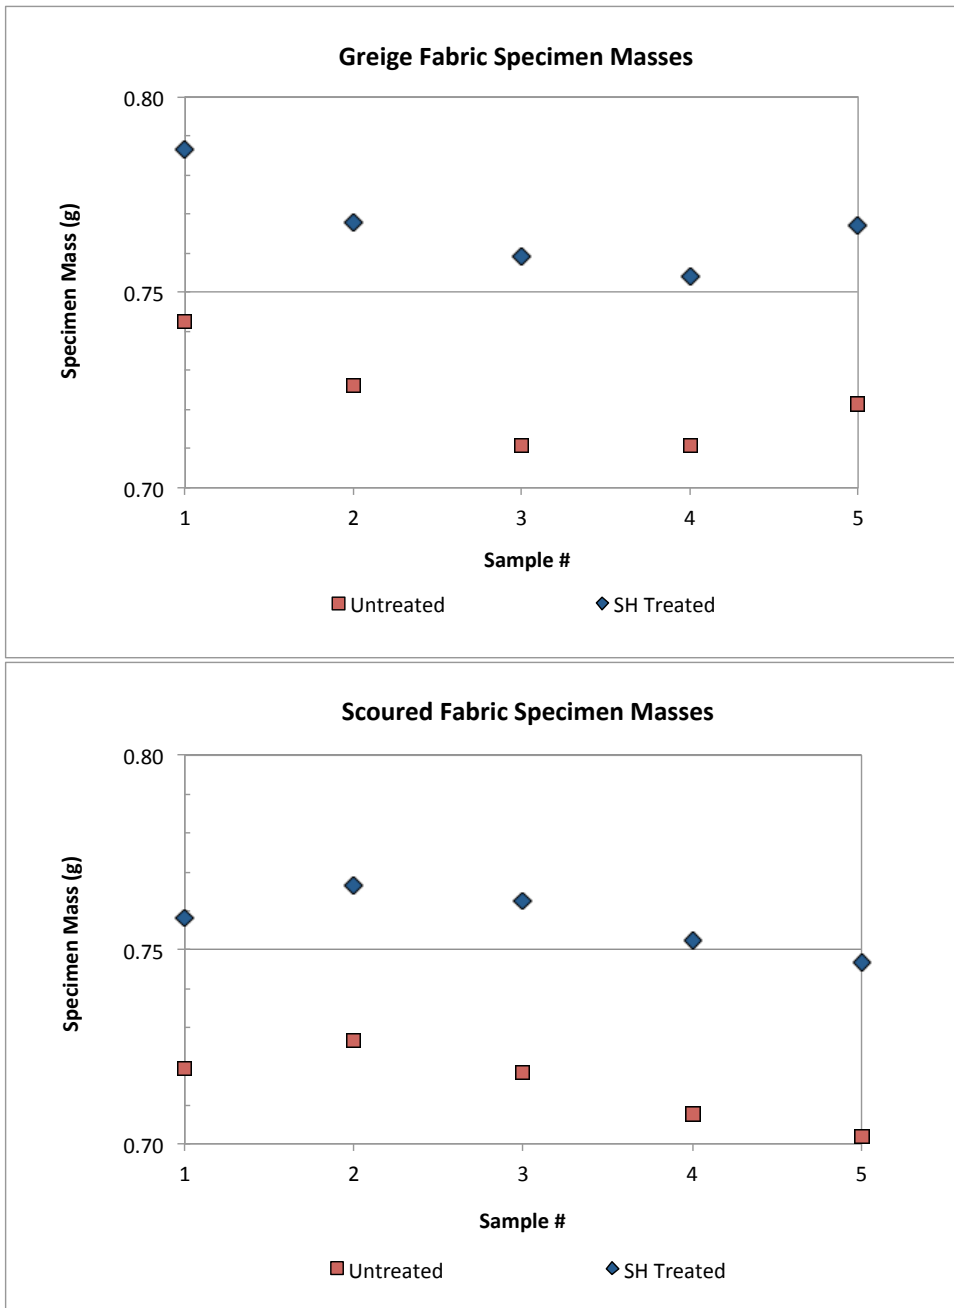 Greige Fabric Specimen Masses
0.80
0.75
0.70
Specimen Mass (g)
1 2 3 4 5
Sample #
Untreated SH Treated
Scoured Fabric Specimen Masses
0.80
0.75
0.70
Specimen Mass (g)
1 2 3 4 5
Sample #
Untreated SH Treated